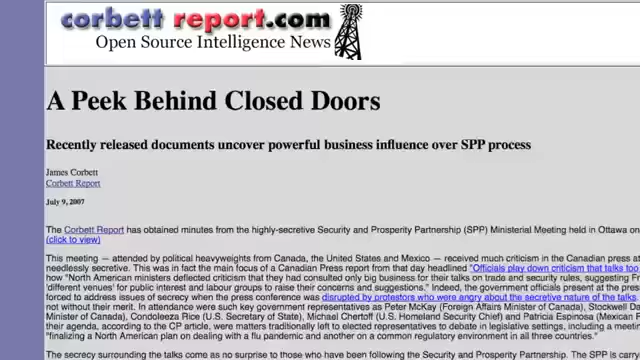 corbett report.com
Open Source Intelligence News
A Peek Behind Closed Doors
Recently released documents uncover powerful business influence over SPP process
James Corbett
Corbett Report
July 9, 2007
The Corbett Report has obtained minutes from the highly-secretive Security and Prosperity Partnership (SPP) Ministerial Meeting held in Ottawa on
(click to view)
This meeting — attended by political heavyweights from Canada, the United States and Mexico — received much criticism in the Canadian press at
needlessly secretive. This was in fact the main focus of a Canadian Press report from that day headlined "Officials play down criticism that talks too
how "North American ministers deflected criticism that they had consulted only big business for their talks on trade and security rules, suggesting Fr
'different venues' for public interest and labour groups to raise their concerns and suggestions." Indeed, the government officials present at the pres
forced to address issues of secrecy when the press conference was disrupted by protestors who were angry about the secretive nature of the talks.
not without their merit. In attendance were such key government representatives as Peter McKay (Foreign Affairs Minister of Canada), Stockwell Da
Minister of Canada), Condoleeza Rice (U.S. Secretary of State), Michael Chertoff (U.S. Homeland Security Chief) and Patricia Espinosa (Mexican F
their agenda, according to the CP article, were matters traditionally left to elected representatives to debate in legislative settings, including a meeti
"finalizing a North American plan on dealing with a flu pandemic and another on a common regulatory environment in all three countries."
The secrecy surrounding the talks come as no surprise to those who have been following the Security and Prosperity Partnership. The SPP is carr